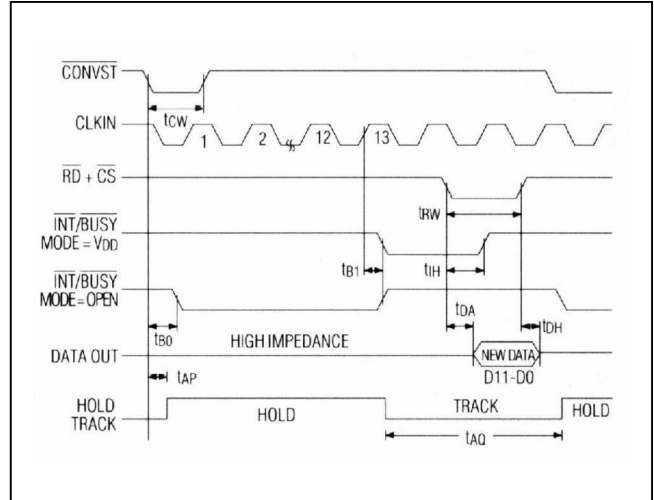 CONVST
tCW
CLKIN
1 2 12 13
RD + CS
tRW
INT/BUSY
MODE = VDD
tB1 tIH
INT/BUSY
MODE=OPEN
tDA
tB0 tDH
HIGH IMPEDANCE
DATA OUT NEW DATA
D11-D0
tAP
HOLD
TRACK
HOLD TRACK HOLD
tAQ